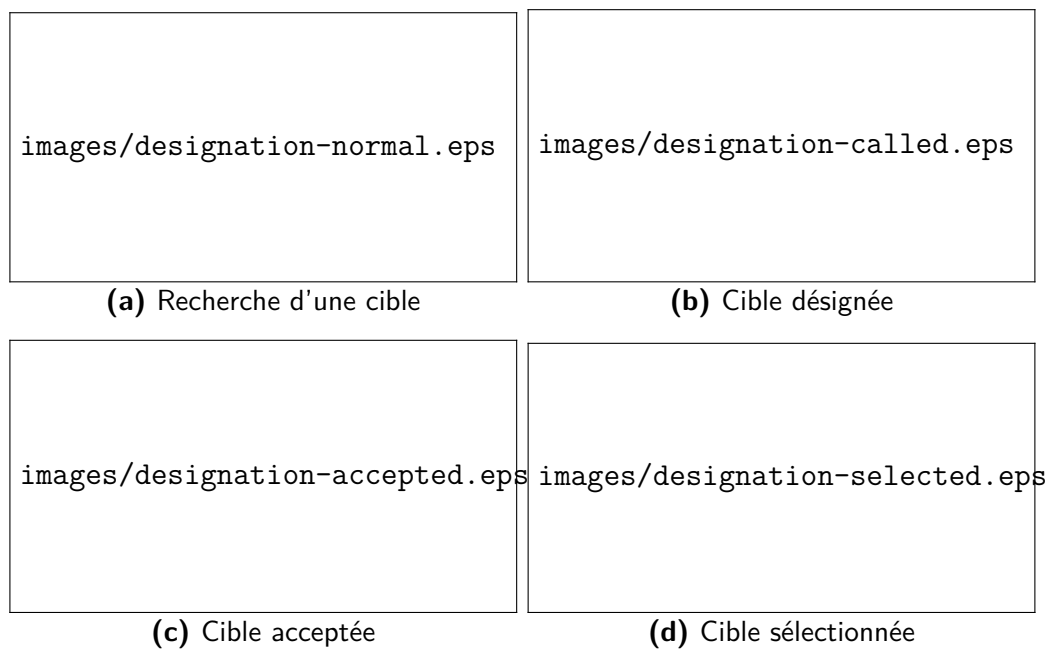 images/designation-normal.eps
images/designation-called.eps
(a) Recherche d'une cible
(b) Cible désignée
images/designation-accepted.eps
images/designation-selected.eps
(c) Cible acceptée
(d) Cible sélectionnée